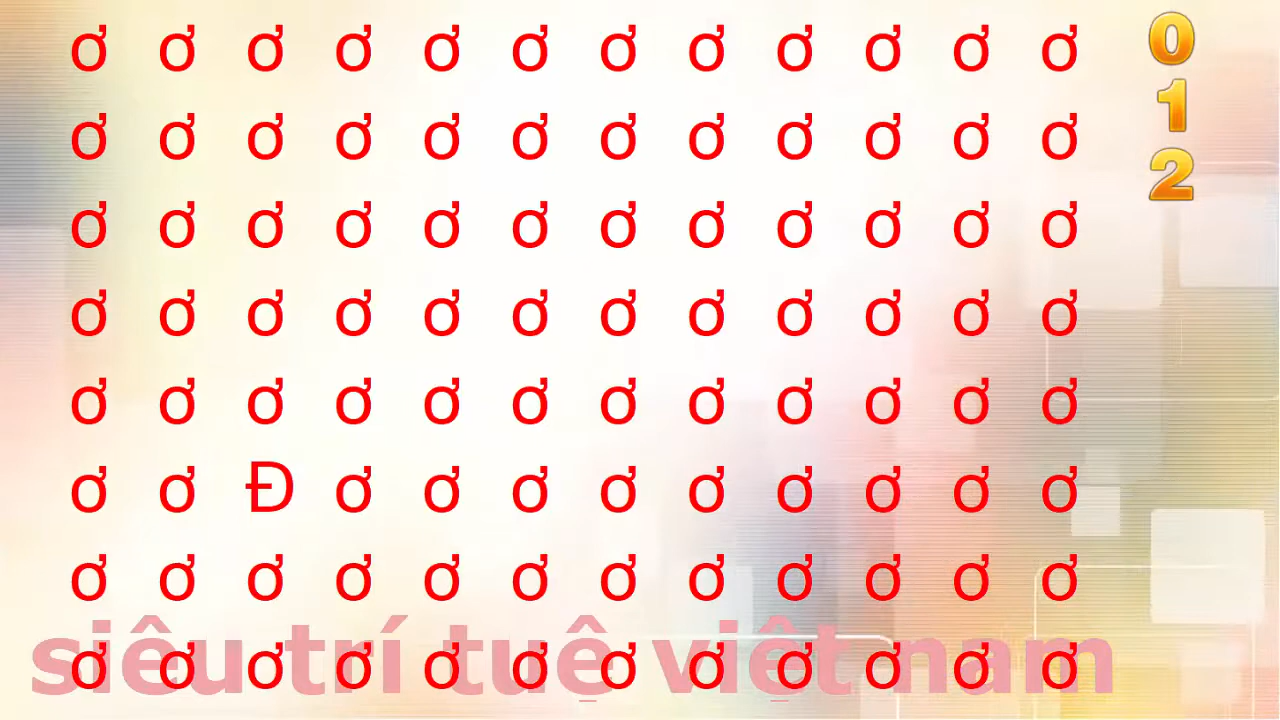 ơ ơ ơ ơ ơ ơ ơ ơ ơ ơ ơ ơ 0
ơ ơ ơ ơ ơ ơ ơ ơ ơ ơ ơ ơ 1
ơ ơ ơ ơ ơ ơ ơ ơ ơ ơ ơ ơ 2
ơ ơ ơ ơ ơ ơ ơ ơ ơ ơ ơ ơ
ơ ơ ơ ơ ơ ơ ơ ơ ơ ơ ơ ơ
ơ ơ Đ ơ ơ ơ ơ ơ ơ ơ ơ ơ
ơ ơ ơ ơ ơ ơ ơ ơ ơ ơ ơ ơ
ơ ơ ơ ơ ơ ơ ơ ơ ơ ơ ơ ơ
siêu trí tuệ việt nam